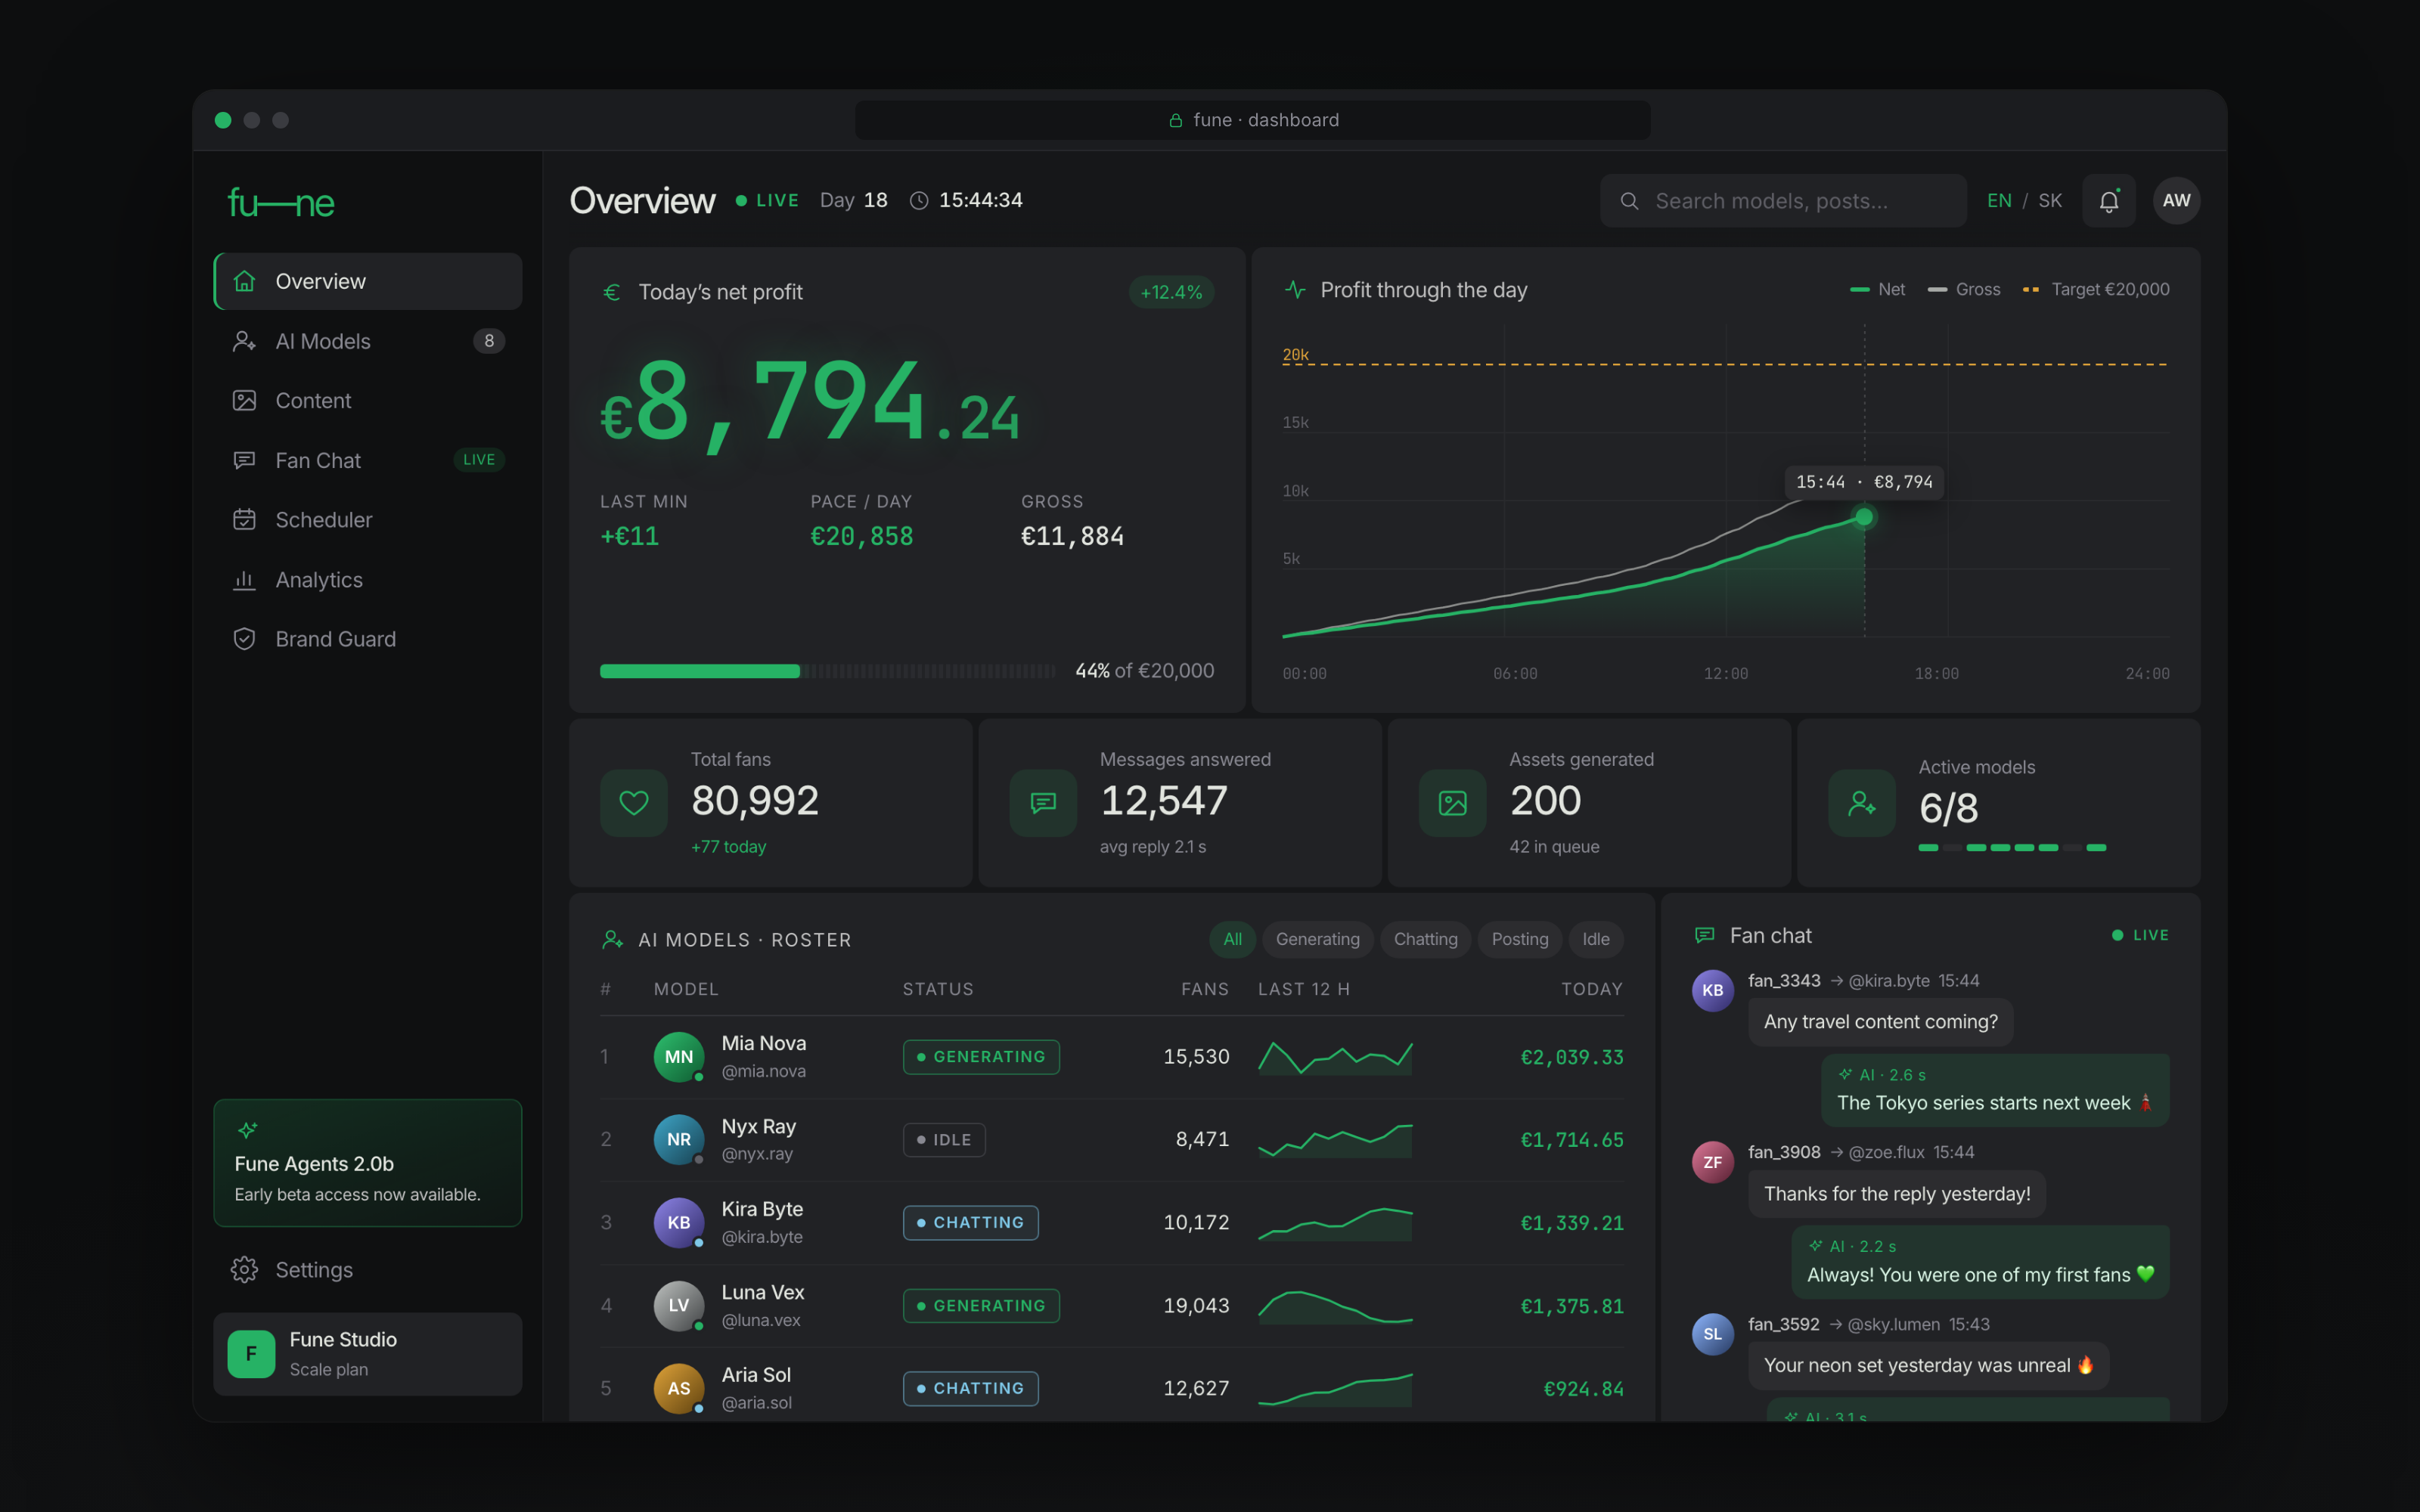 fune · dashboard
fu—ne
Overview
AI Models 8
Content
Fan Chat LIVE
Scheduler
Analytics
Brand Guard
Fune Agents 2.0b
Early beta access now available.
Settings
F
Fune Studio
Scale plan
Overview LIVE Day 18 15:44:34
Search models, posts...
EN / SK
AW
€ Today's net profit +12.4%
€8,794.24
LAST MIN PACE / DAY GROSS
+€11 €20,858 €11,884
44% of €20,000
Profit through the day
Net Gross Target €20,000
20k
15k
10k
5k
15:44 · €8,794
00:00 06:00 12:00 18:00 24:00
Total fans
80,992
+77 today
Messages answered
12,547
avg reply 2.1 s
Assets generated
200
42 in queue
Active models
6/8
AI MODELS · ROSTER
All Generating Chatting Posting Idle
# MODEL STATUS FANS LAST 12 H TODAY
1 MN Mia Nova GENERATING 15,530 €2,039.33
@mia.nova
2 NR Nyx Ray IDLE 8,471 €1,714.65
@nyx.ray
3 KB Kira Byte CHATTING 10,172 €1,339.21
@kira.byte
4 LV Luna Vex GENERATING 19,043 €1,375.81
@luna.vex
5 AS Aria Sol CHATTING 12,627 €924.84
@aria.sol
Fan chat LIVE
KB fan_3343 → @kira.byte 15:44
Any travel content coming?
AI · 2.6 s
The Tokyo series starts next week 🗼
ZF fan_3908 → @zoe.flux 15:44
Thanks for the reply yesterday!
AI · 2.2 s
Always! You were one of my first fans 💚
SL fan_3592 → @sky.lumen 15:43
Your neon set yesterday was unreal 🔥
AI · 3.1 s